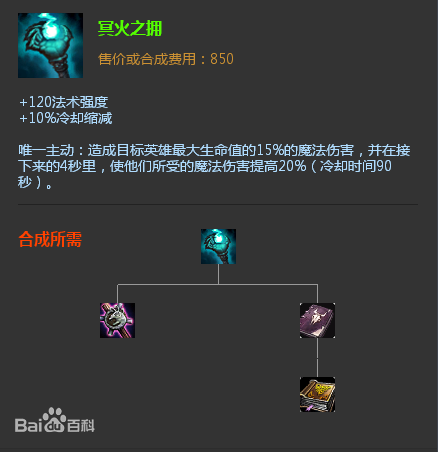 冥火之拥
售价或合成费用：850
+120法术强度
+10%冷却缩减
唯一主动：造成目标英雄最大生命值的15%的魔法伤害，并在接
下来的4秒里，使他们所受的魔法伤害提高20%（冷却时间90
秒）。
合成所需
Bai du 百科